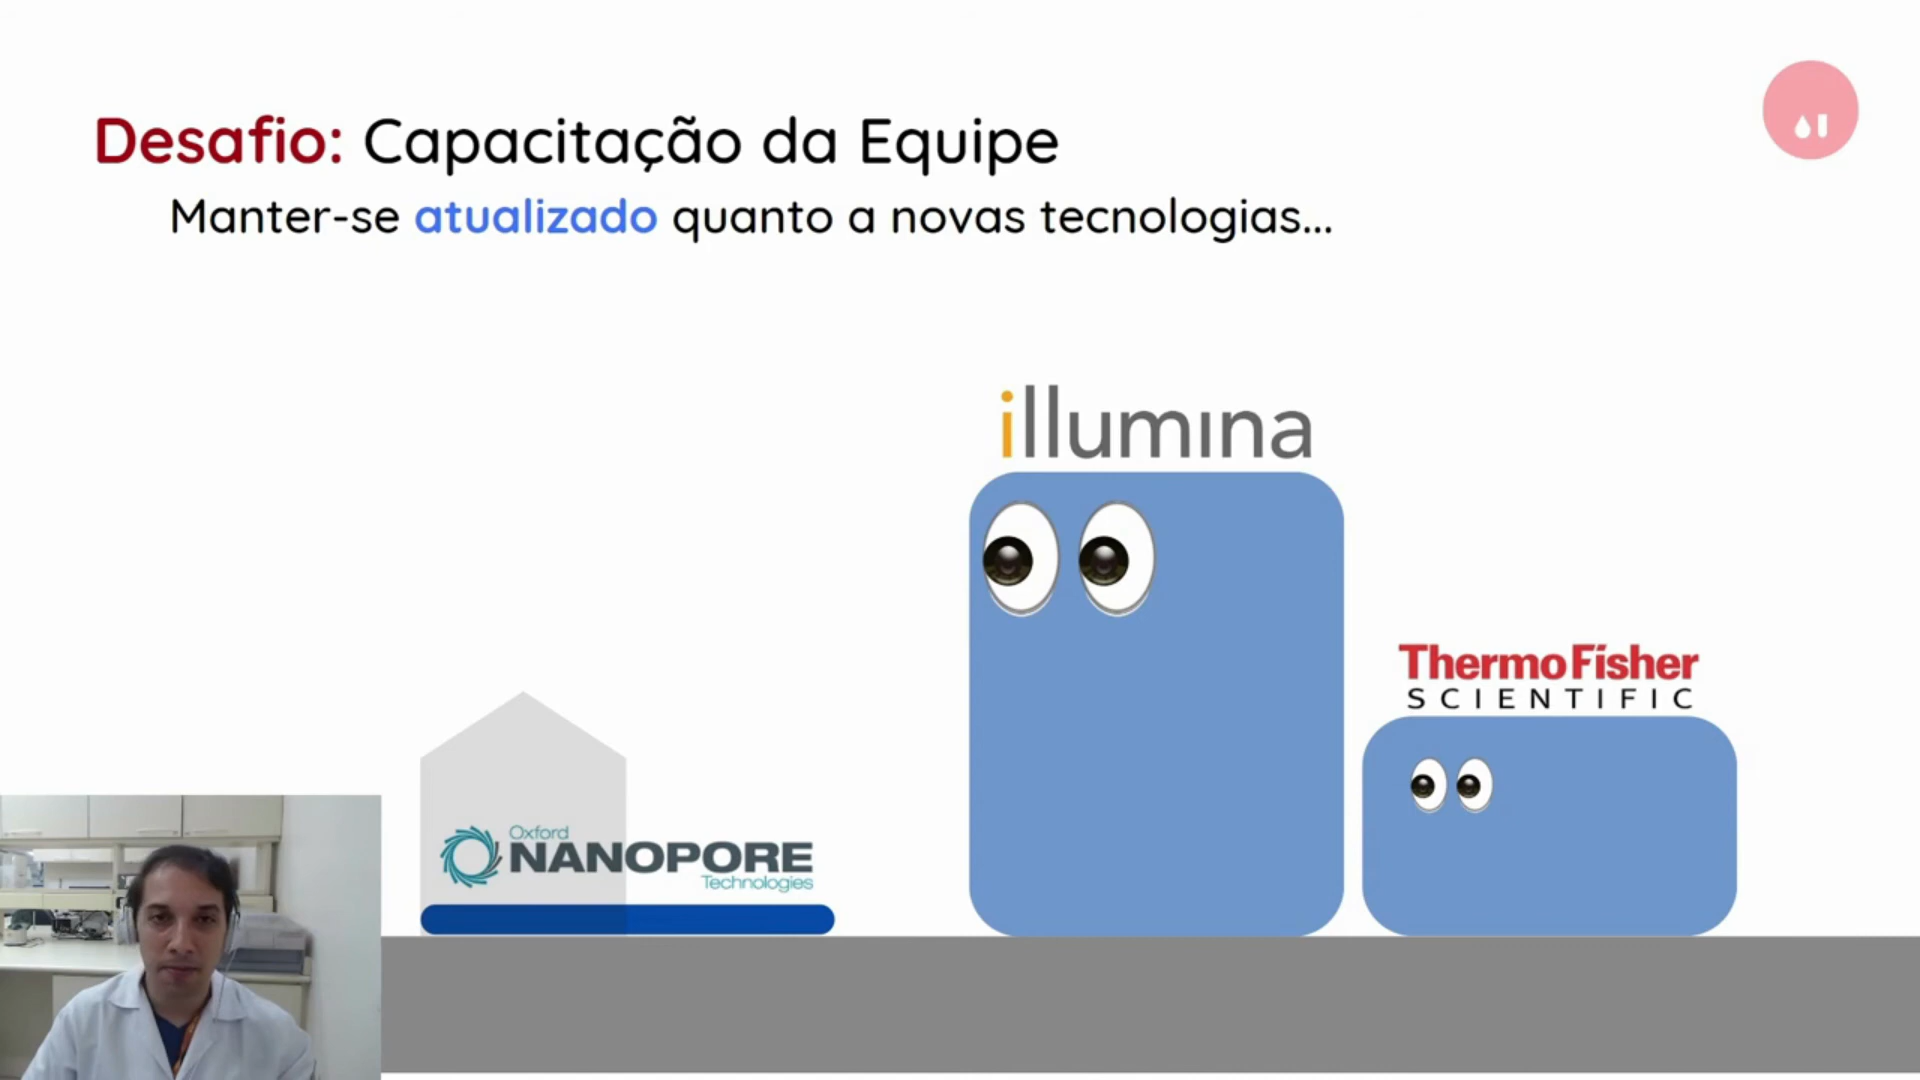 Desafio: Capacitação da Equipe
Manter-se atualizado quanto a novas tecnologias...
illumina
ThermoFisher
SCIENTIFIC
Oxford
NANOPORE
Technologies